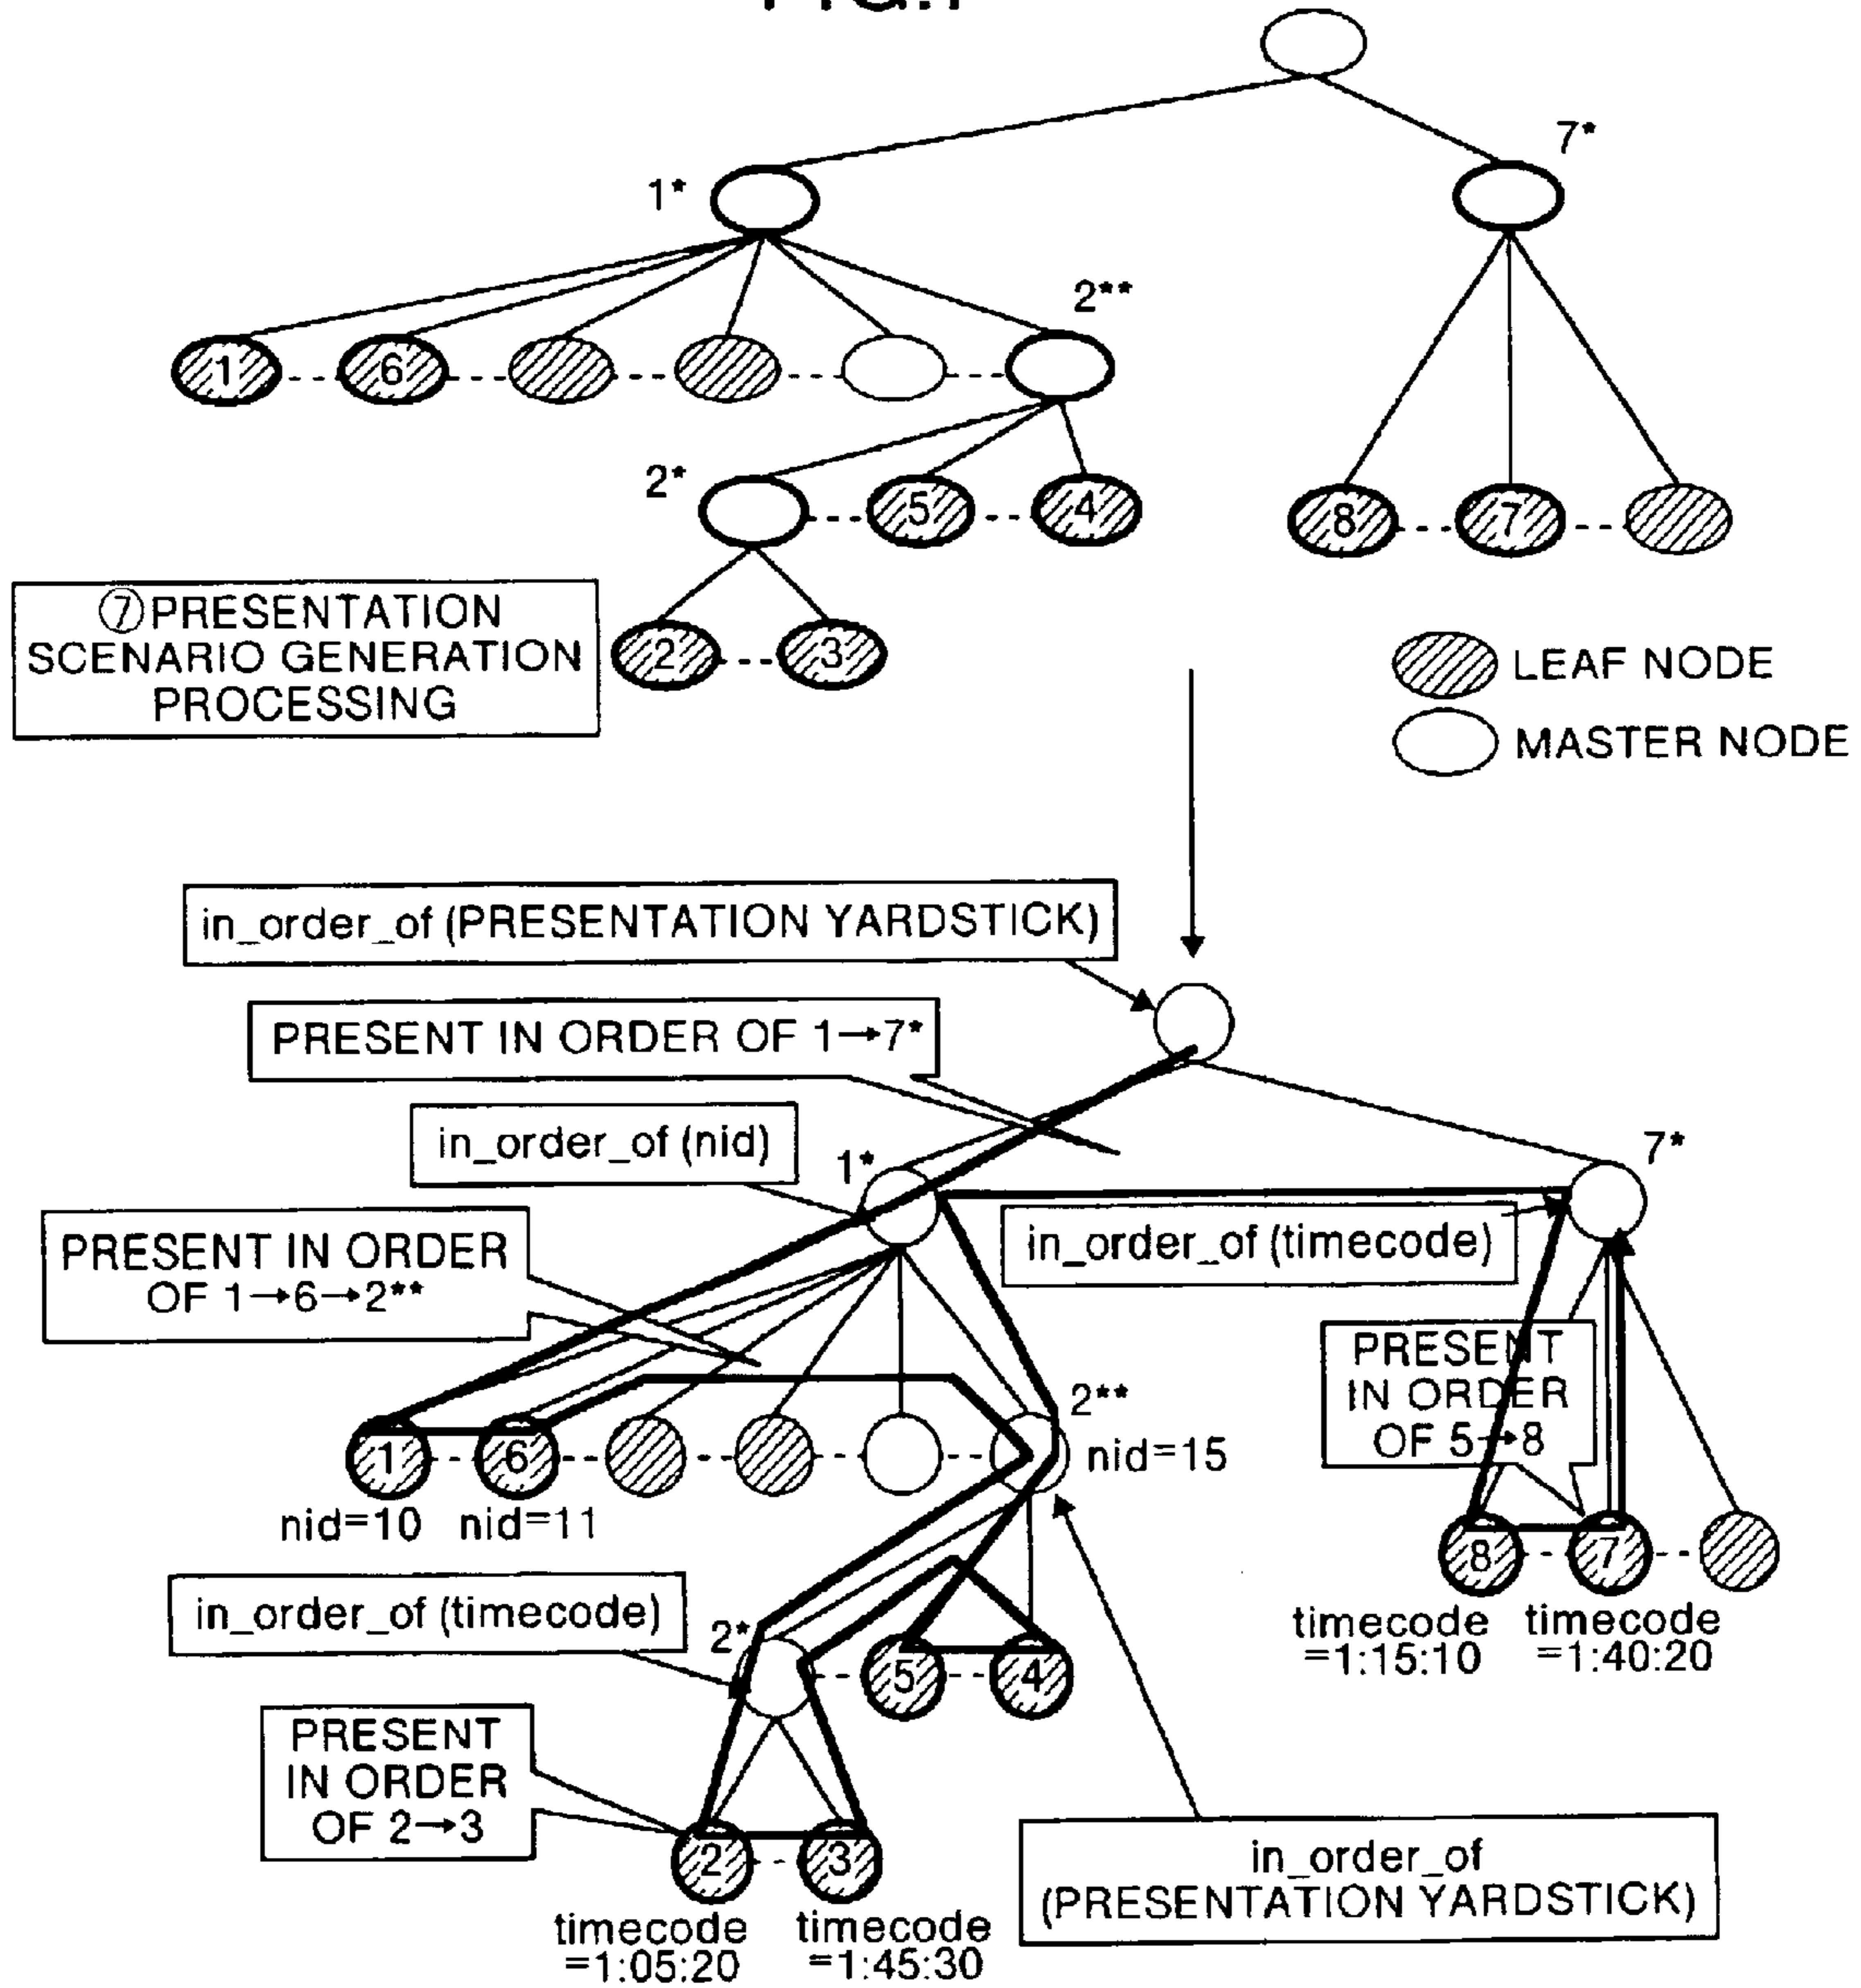 7*
1*
2**
1
6
2*
5
4
8
7
2
3
⑦PRESENTATION
SCENARIO GENERATION
PROCESSING
LEAF NODE
MASTER NODE
in_order_of (PRESENTATION YARDSTICK)
PRESENT IN ORDER OF 1→7*
in_order_of (nid)
1*
7*
in_order_of (timecode)
PRESENT IN ORDER
OF 1→6→2**
PRESENT
IN ORDER
OF 5→8
2**
1
6
nid=15
nid=10
nid=11
8
7
timecode
=1:15:10
timecode
=1:40:20
in_order_of (timecode)
2*
5
4
PRESENT
IN ORDER
OF 2→3
2
3
in_order_of
(PRESENTATION YARDSTICK)
timecode
=1:05:20
timecode
=1:45:30